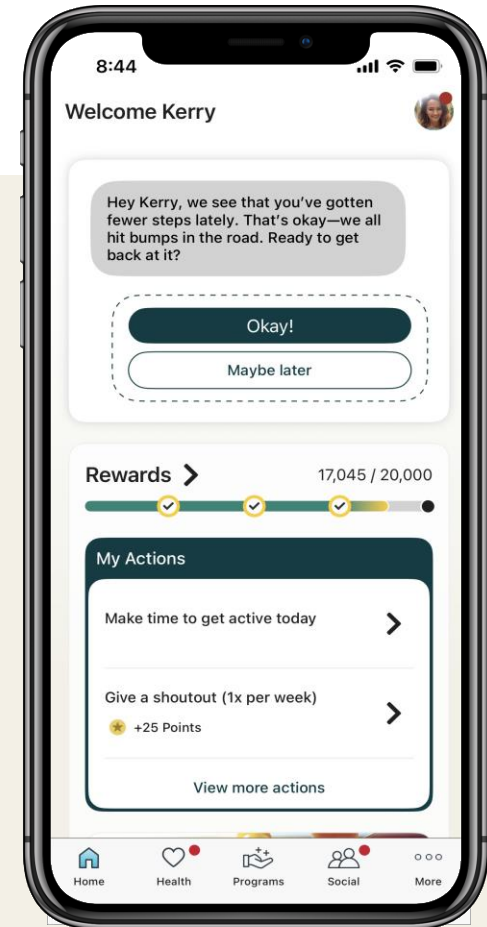 8:44
Welcome Kerry
Hey Kerry, we see that you've gotten
fewer steps lately. That's okay—we all
hit bumps in the road. Ready to get
back at it?
Okay!
Maybe later
Rewards
17,045 / 20,000
My Actions
Make time to get active today
Give a shoutout (1x per week)
+25 Points
View more actions
Home
Health
Programs
Social
More